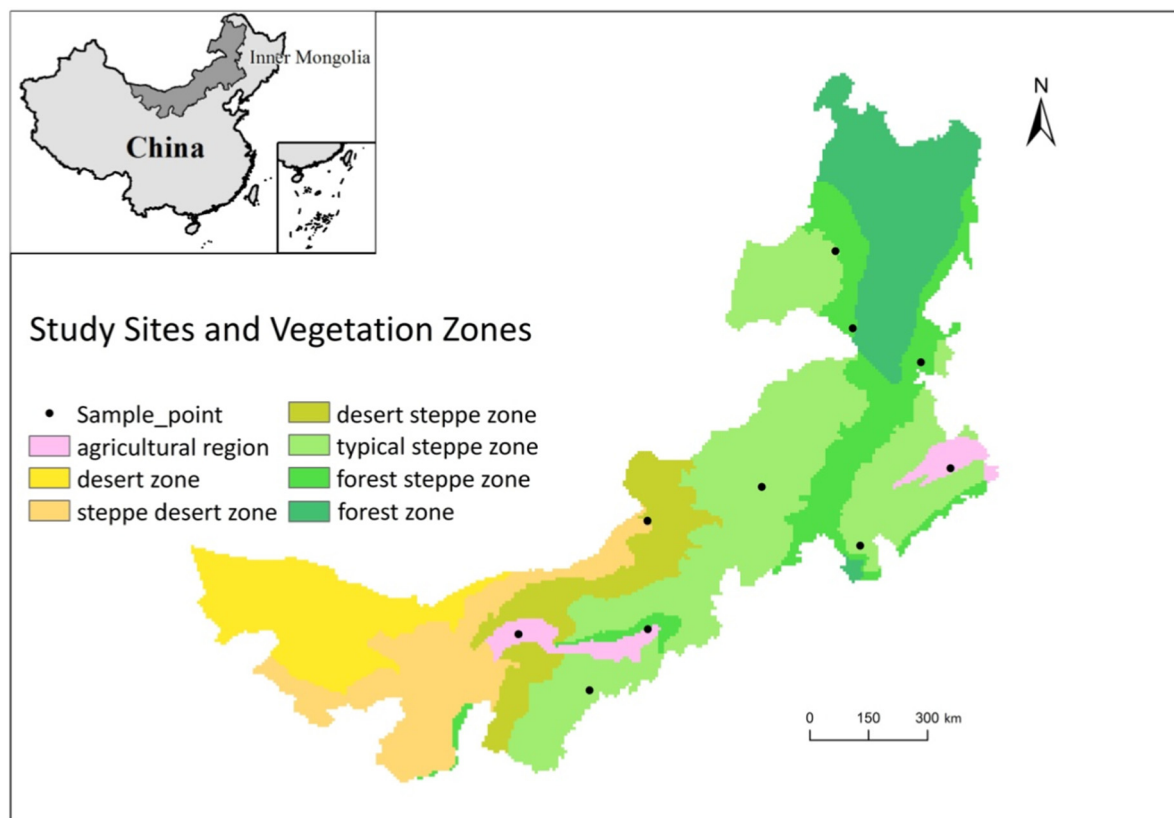 Inner Mongolia
China
N
Study Sites and Vegetation Zones
Sample_point
agricultural region
desert zone
steppe desert zone
desert steppe zone
typical steppe zone
forest steppe zone
forest zone
0 150 300 km